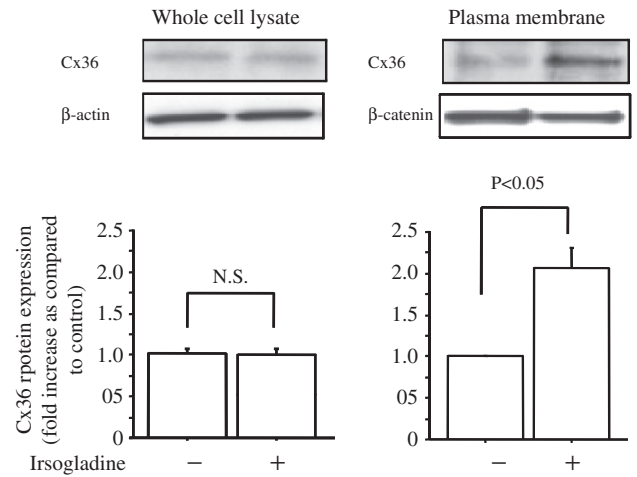 Whole cell lysate
Plasma membrane
Cx36
Cx36
β-actin
β-catenin
P<0.05
N.S.
Cx36 rpotein expression
(fold increase as compared
to control)
2.5
2.0
1.5
1.0
05
0
2.5
2.0
1.5
1.0
05
0
Irsogladine − + − +